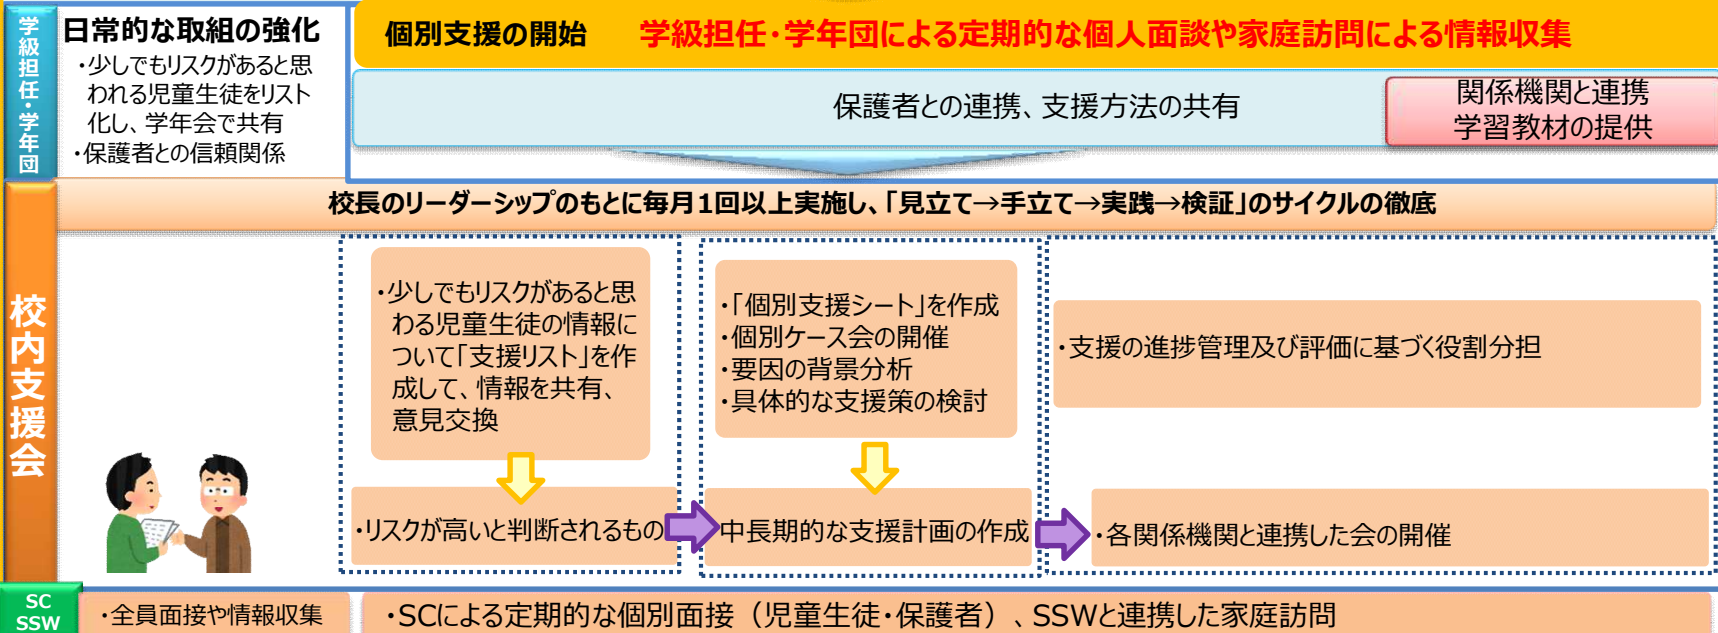 学級担任・学年団
日常的な取組の強化
・少しでもリスクがあると思
われる児童生徒をリスト
化し、学年会で共有
・保護者との信頼関係
個別支援の開始　学級担任・学年団による定期的な個人面談や家庭訪問による情報収集
保護者との連携、支援方法の共有
関係機関と連携
学習教材の提供
校内支援会
校長のリーダーシップのもとに毎月1回以上実施し、「見立て→手立て→実践→検証」のサイクルの徹底
・少しでもリスクがあると思
わる児童生徒の情報に
ついて「支援リスト」を作
成して、情報を共有、
意見交換
・リスクが高いと判断されるもの
・「個別支援シート」を作成
・個別ケース会の開催
・要因の背景分析
・具体的な支援策の検討
中長期的な支援計画の作成
・支援の進捗管理及び評価に基づく役割分担
・各関係機関と連携した会の開催
SC
SSW
・全員面接や情報収集
・SCによる定期的な個別面接（児童生徒・保護者）、SSWと連携した家庭訪問